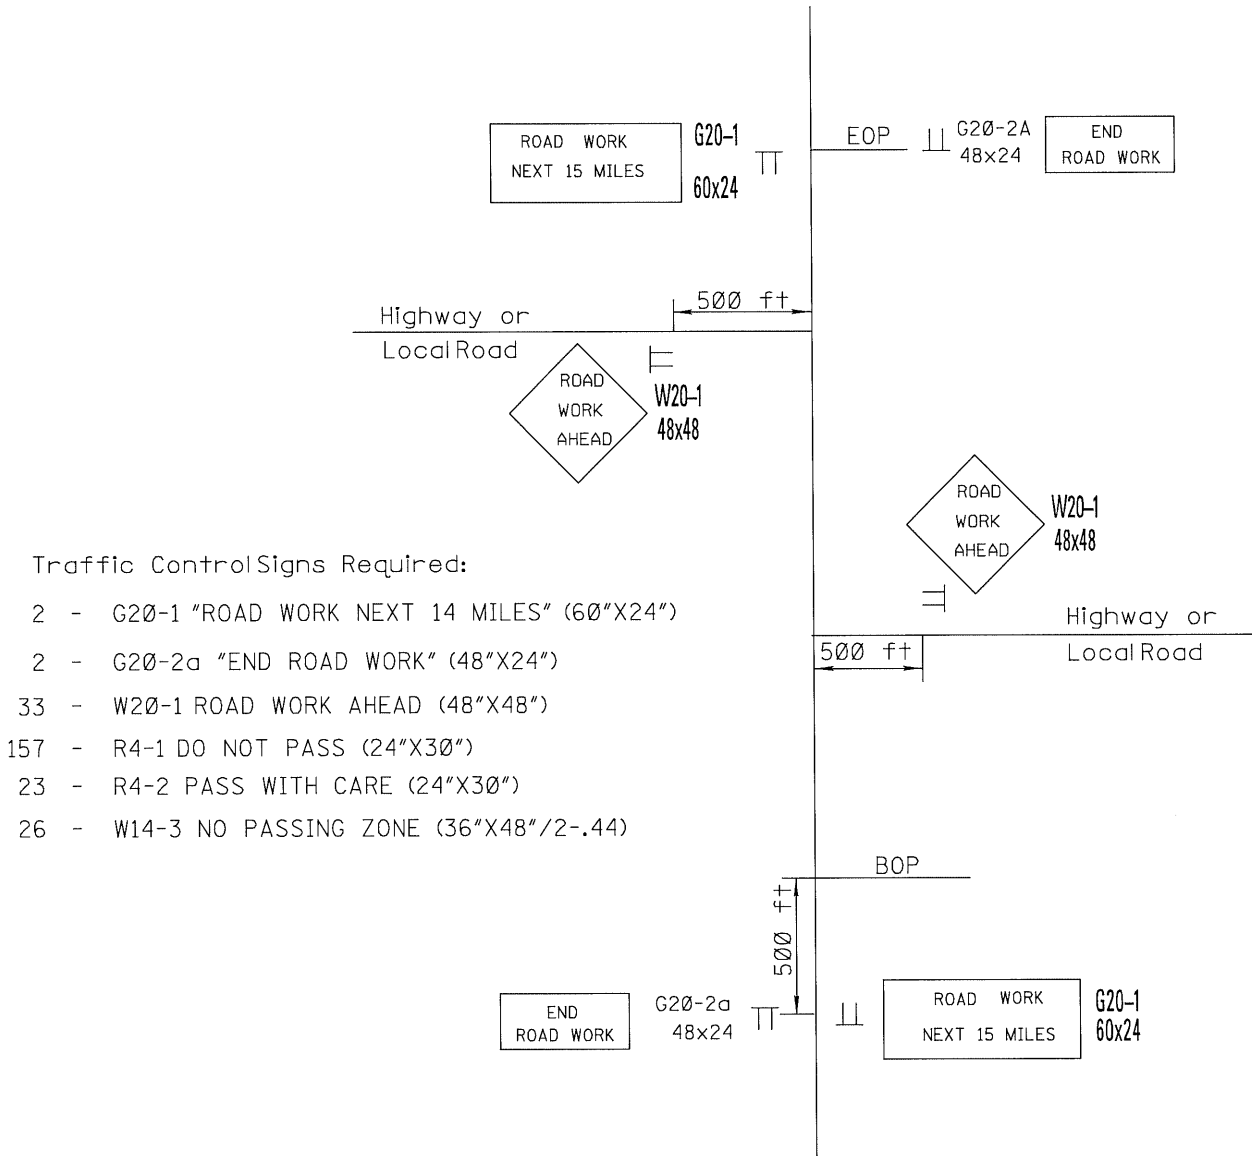 ROAD WORK
NEXT 15 MILES
G20-1
60x24
EOP
G20-2A
48x24
END
ROAD WORK
500 ft
Highway or
Local Road
ROAD
WORK
AHEAD
W20-1
48x48
ROAD
WORK
AHEAD
W20-1
48x48
Traffic Control Signs Required:
2 - G20-1 "ROAD WORK NEXT 14 MILES" (60"X24")
2 - G20-2a "END ROAD WORK" (48"X24")
33 - W20-1 ROAD WORK AHEAD (48"X48")
157 - R4-1 DO NOT PASS (24"X30")
23 - R4-2 PASS WITH CARE (24"X30")
26 - W14-3 NO PASSING ZONE (36"X48"/2-.44)
Highway or
Local Road
500 ft
BOP
500 ft
END
ROAD WORK
G20-2a
48x24
ROAD WORK
NEXT 15 MILES
G20-1
60x24